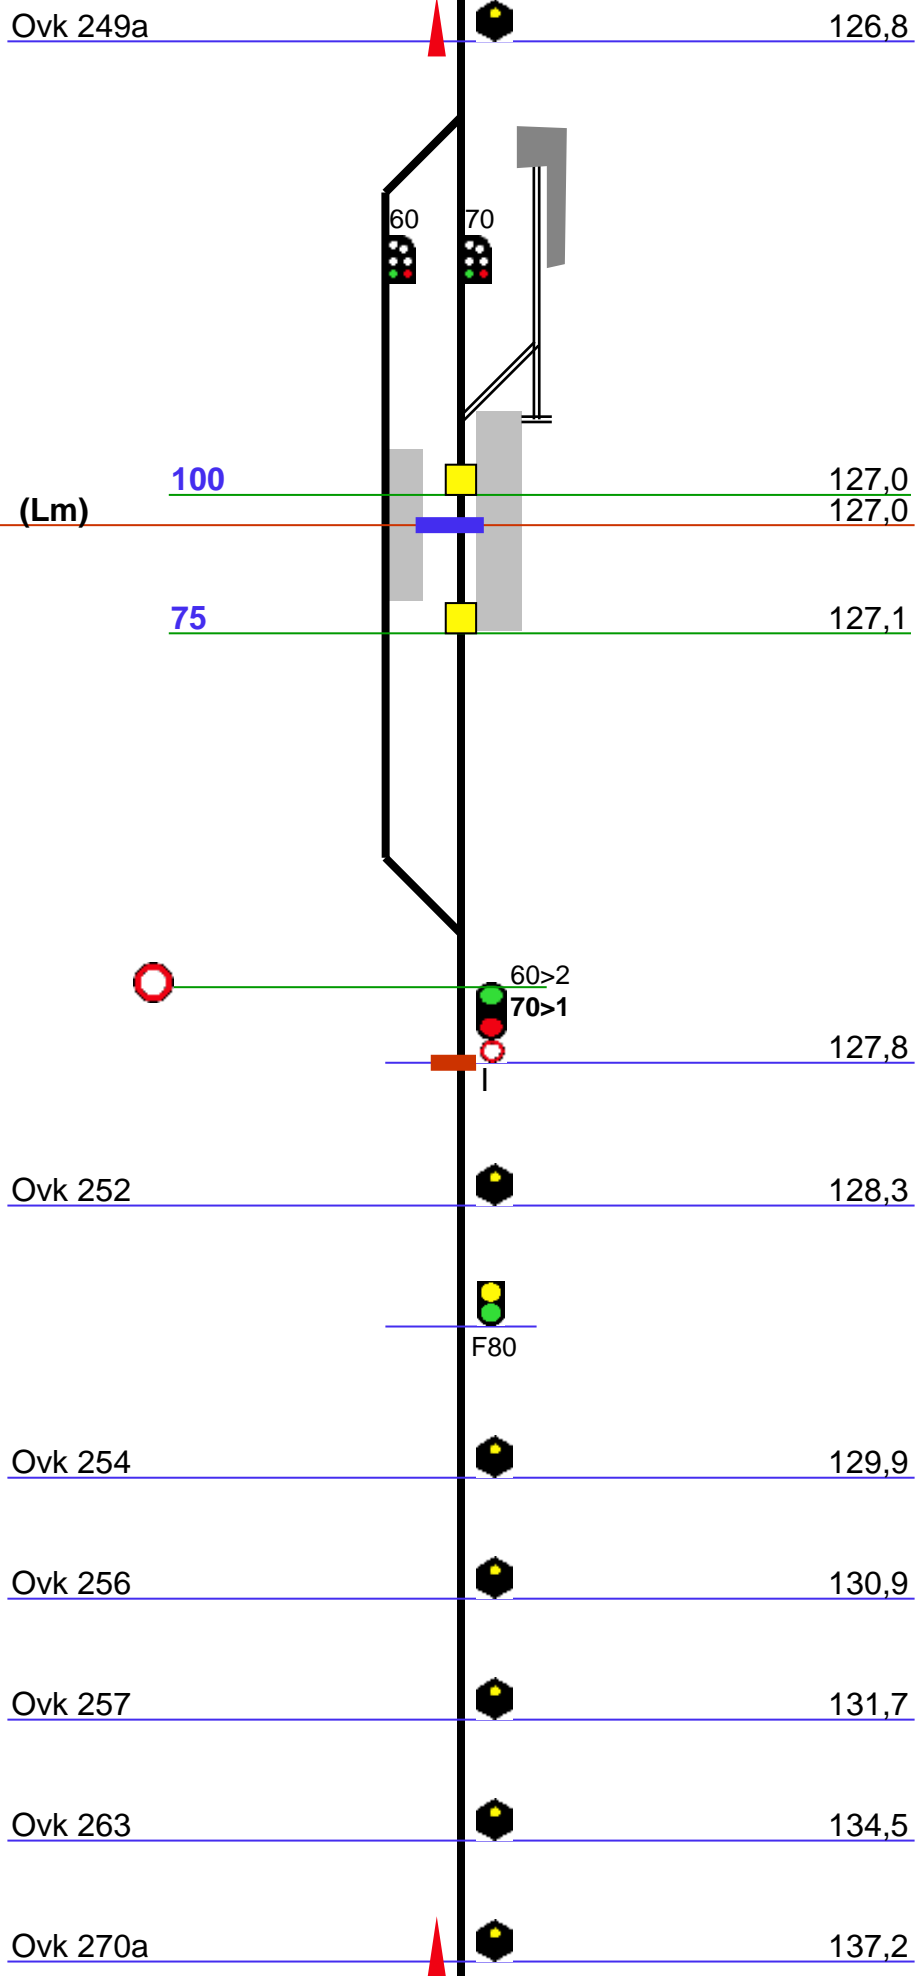 Ovk 249a 126,8
60 70
100 127,0
(Lm) 127,0
75 127,1
60>2
70>1
127,8
I
Ovk 252 128,3
F80
Ovk 254 129,9
Ovk 256 130,9
Ovk 257 131,7
Ovk 263 134,5
Ovk 270a 137,2